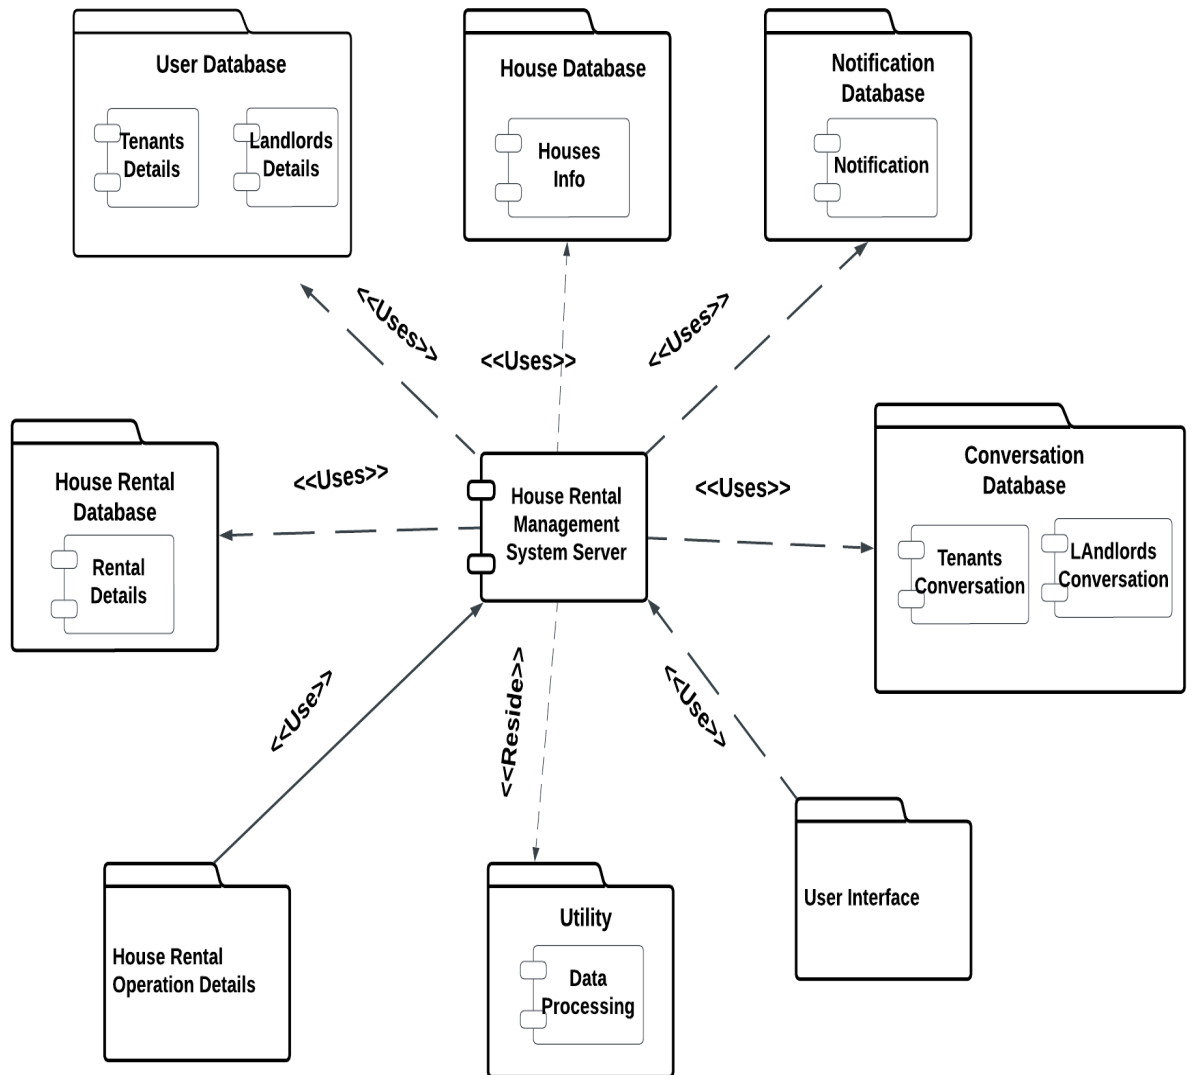 User Database
Tenants
Details
Landlords
Details
House Database
Houses
Info
Notification
Database
Notification
<<Uses>>
<<Uses>>
<<Uses>>
House Rental
Database
Rental
Details
<<Uses>>
House Rental
Management
System Server
<<Uses>>
Conversation
Database
Tenants
Conversation
LAndlords
Conversation
<<Use>>
<<Reside>>
<<Use>>
House Rental
Operation Details
Utility
Data
Processing
User Interface